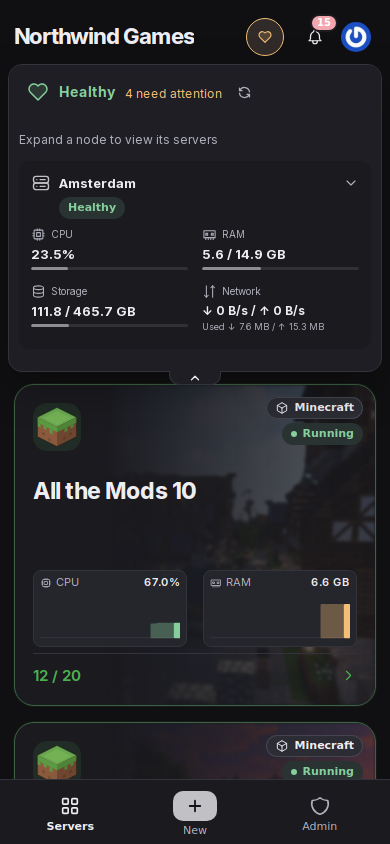 Northwind Games
15
Healthy 4 need attention
Expand a node to view its servers
Amsterdam
Healthy
CPU
23.5%
RAM
5.6 / 14.9 GB
Storage
111.8 / 465.7 GB
Network
↓ 0 B/s / ↑ 0 B/s
Used ↓ 7.6 MB / ↑ 15.3 MB
Minecraft
Running
All the Mods 10
CPU 67.0%
RAM 6.6 GB
12 / 20
Minecraft
Running
Servers
New
Admin